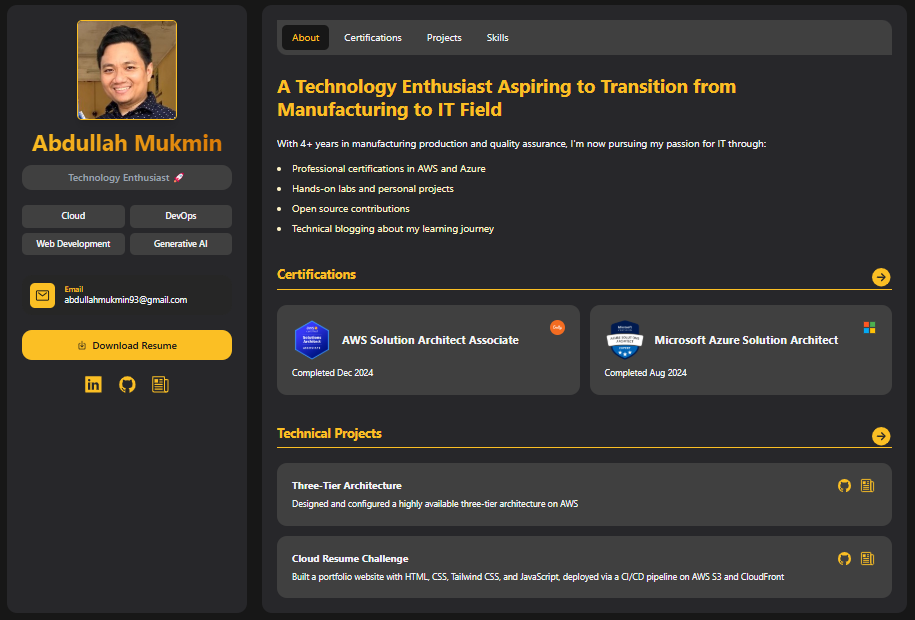 Abdullah Mukmin
Technology Enthusiast 🚀
Cloud
DevOps
Web Development
Generative AI
Email
abdullahmukmin93@gmail.com
Download Resume
About
Certifications
Projects
Skills
A Technology Enthusiast Aspiring to Transition from
Manufacturing to IT Field
With 4+ years in manufacturing production and quality assurance, I'm now pursuing my passion for IT through:
• Professional certifications in AWS and Azure
• Hands-on labs and personal projects
• Open source contributions
• Technical blogging about my learning journey
Certifications
Solutions
Architect
AWS Solution Architect Associate
Completed Dec 2024
Microsoft
Microsoft Azure Solution Architect
Completed Aug 2024
Technical Projects
Three-Tier Architecture
Designed and configured a highly available three-tier architecture on AWS
Cloud Resume Challenge
Built a portfolio website with HTML, CSS, Tailwind CSS, and JavaScript, deployed via a CI/CD pipeline on AWS S3 and CloudFront